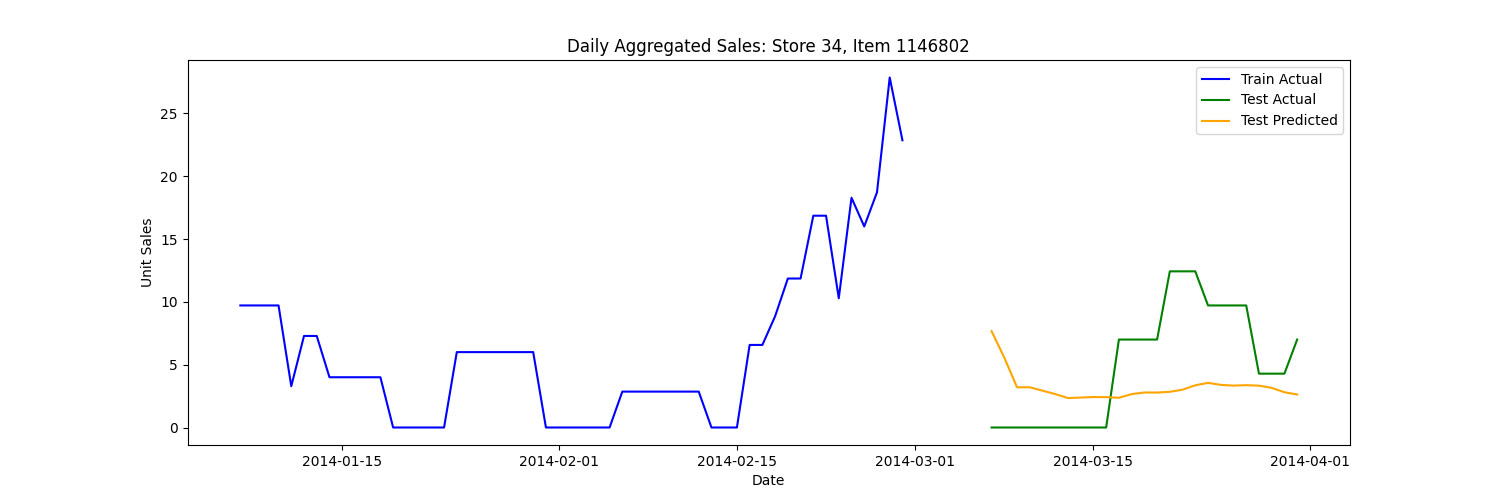 Daily Aggregated Sales: Store 34, Item 1146802
Train Actual
Test Actual
Test Predicted
Unit Sales
25
20
15
10
5
0
2014-01-15
2014-02-01
2014-02-15
2014-03-01
2014-03-15
2014-04-01
Date